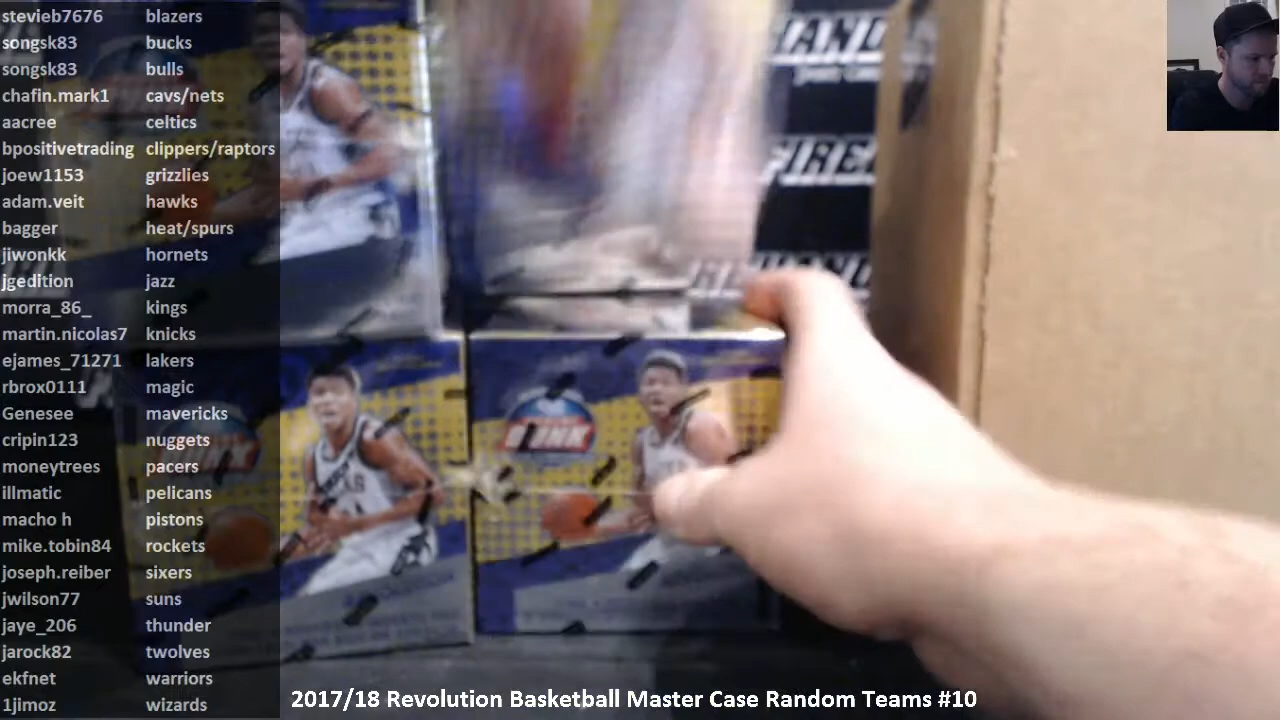 stevieb7676 blazers
songsk83 bucks
songsk83 bulls
chafin.mark1 cavs/nets
aacree celtics
bpositivetrading clippers/raptors
joew1153 grizzlies
adam.veit hawks
bagger heat/spurs
jiwonkk hornets
jgedition jazz
morra_86_ kings
martin.nicolas7 knicks
ejames_71271 lakers
rbrox0111 magic
Genesee mavericks
cripin123 nuggets
moneytrees pacers
illmatic pelicans
macho h pistons
mike.tobin84 rockets
joseph.reiber sixers
jwilson77 suns
jaye_206 thunder
jarock82 twolves
ekfnet warriors
1jimoz wizards
FIRE
2017/18 Revolution Basketball Master Case Random Teams #10